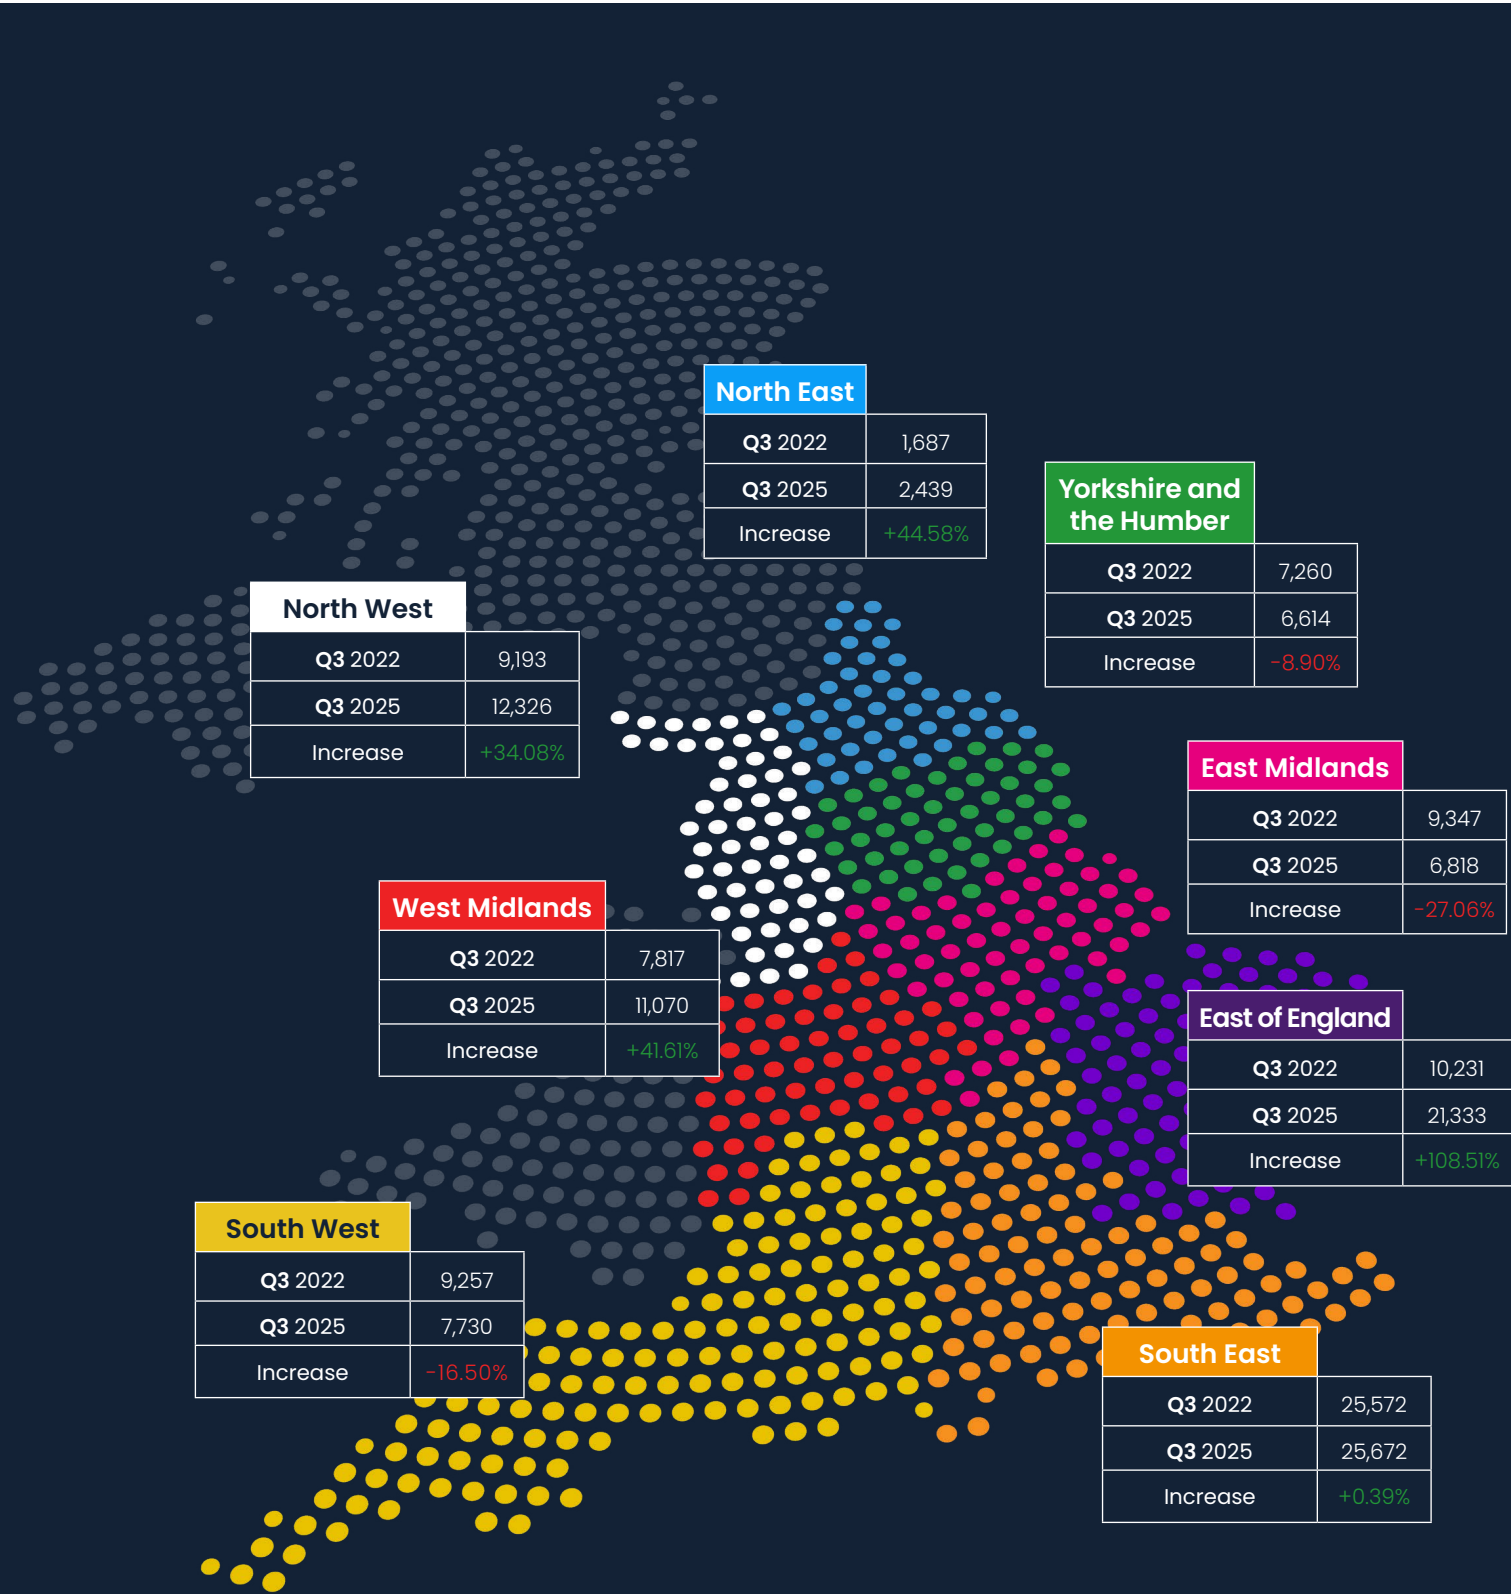 North East
Q3 2022 1,687
Q3 2025 2,439
Increase +44.58%
Yorkshire and
the Humber
Q3 2022 7,260
Q3 2025 6,614
Increase -8.90%
North West
Q3 2022 9,193
Q3 2025 12,326
Increase +34.08%
East Midlands
Q3 2022 9,347
Q3 2025 6,818
Increase -27.06%
West Midlands
Q3 2022 7,817
Q3 2025 11,070
Increase +41.61%
East of England
Q3 2022 10,231
Q3 2025 21,333
Increase +108.51%
South West
Q3 2022 9,257
Q3 2025 7,730
Increase -16.50%
South East
Q3 2022 25,572
Q3 2025 25,672
Increase +0.39%